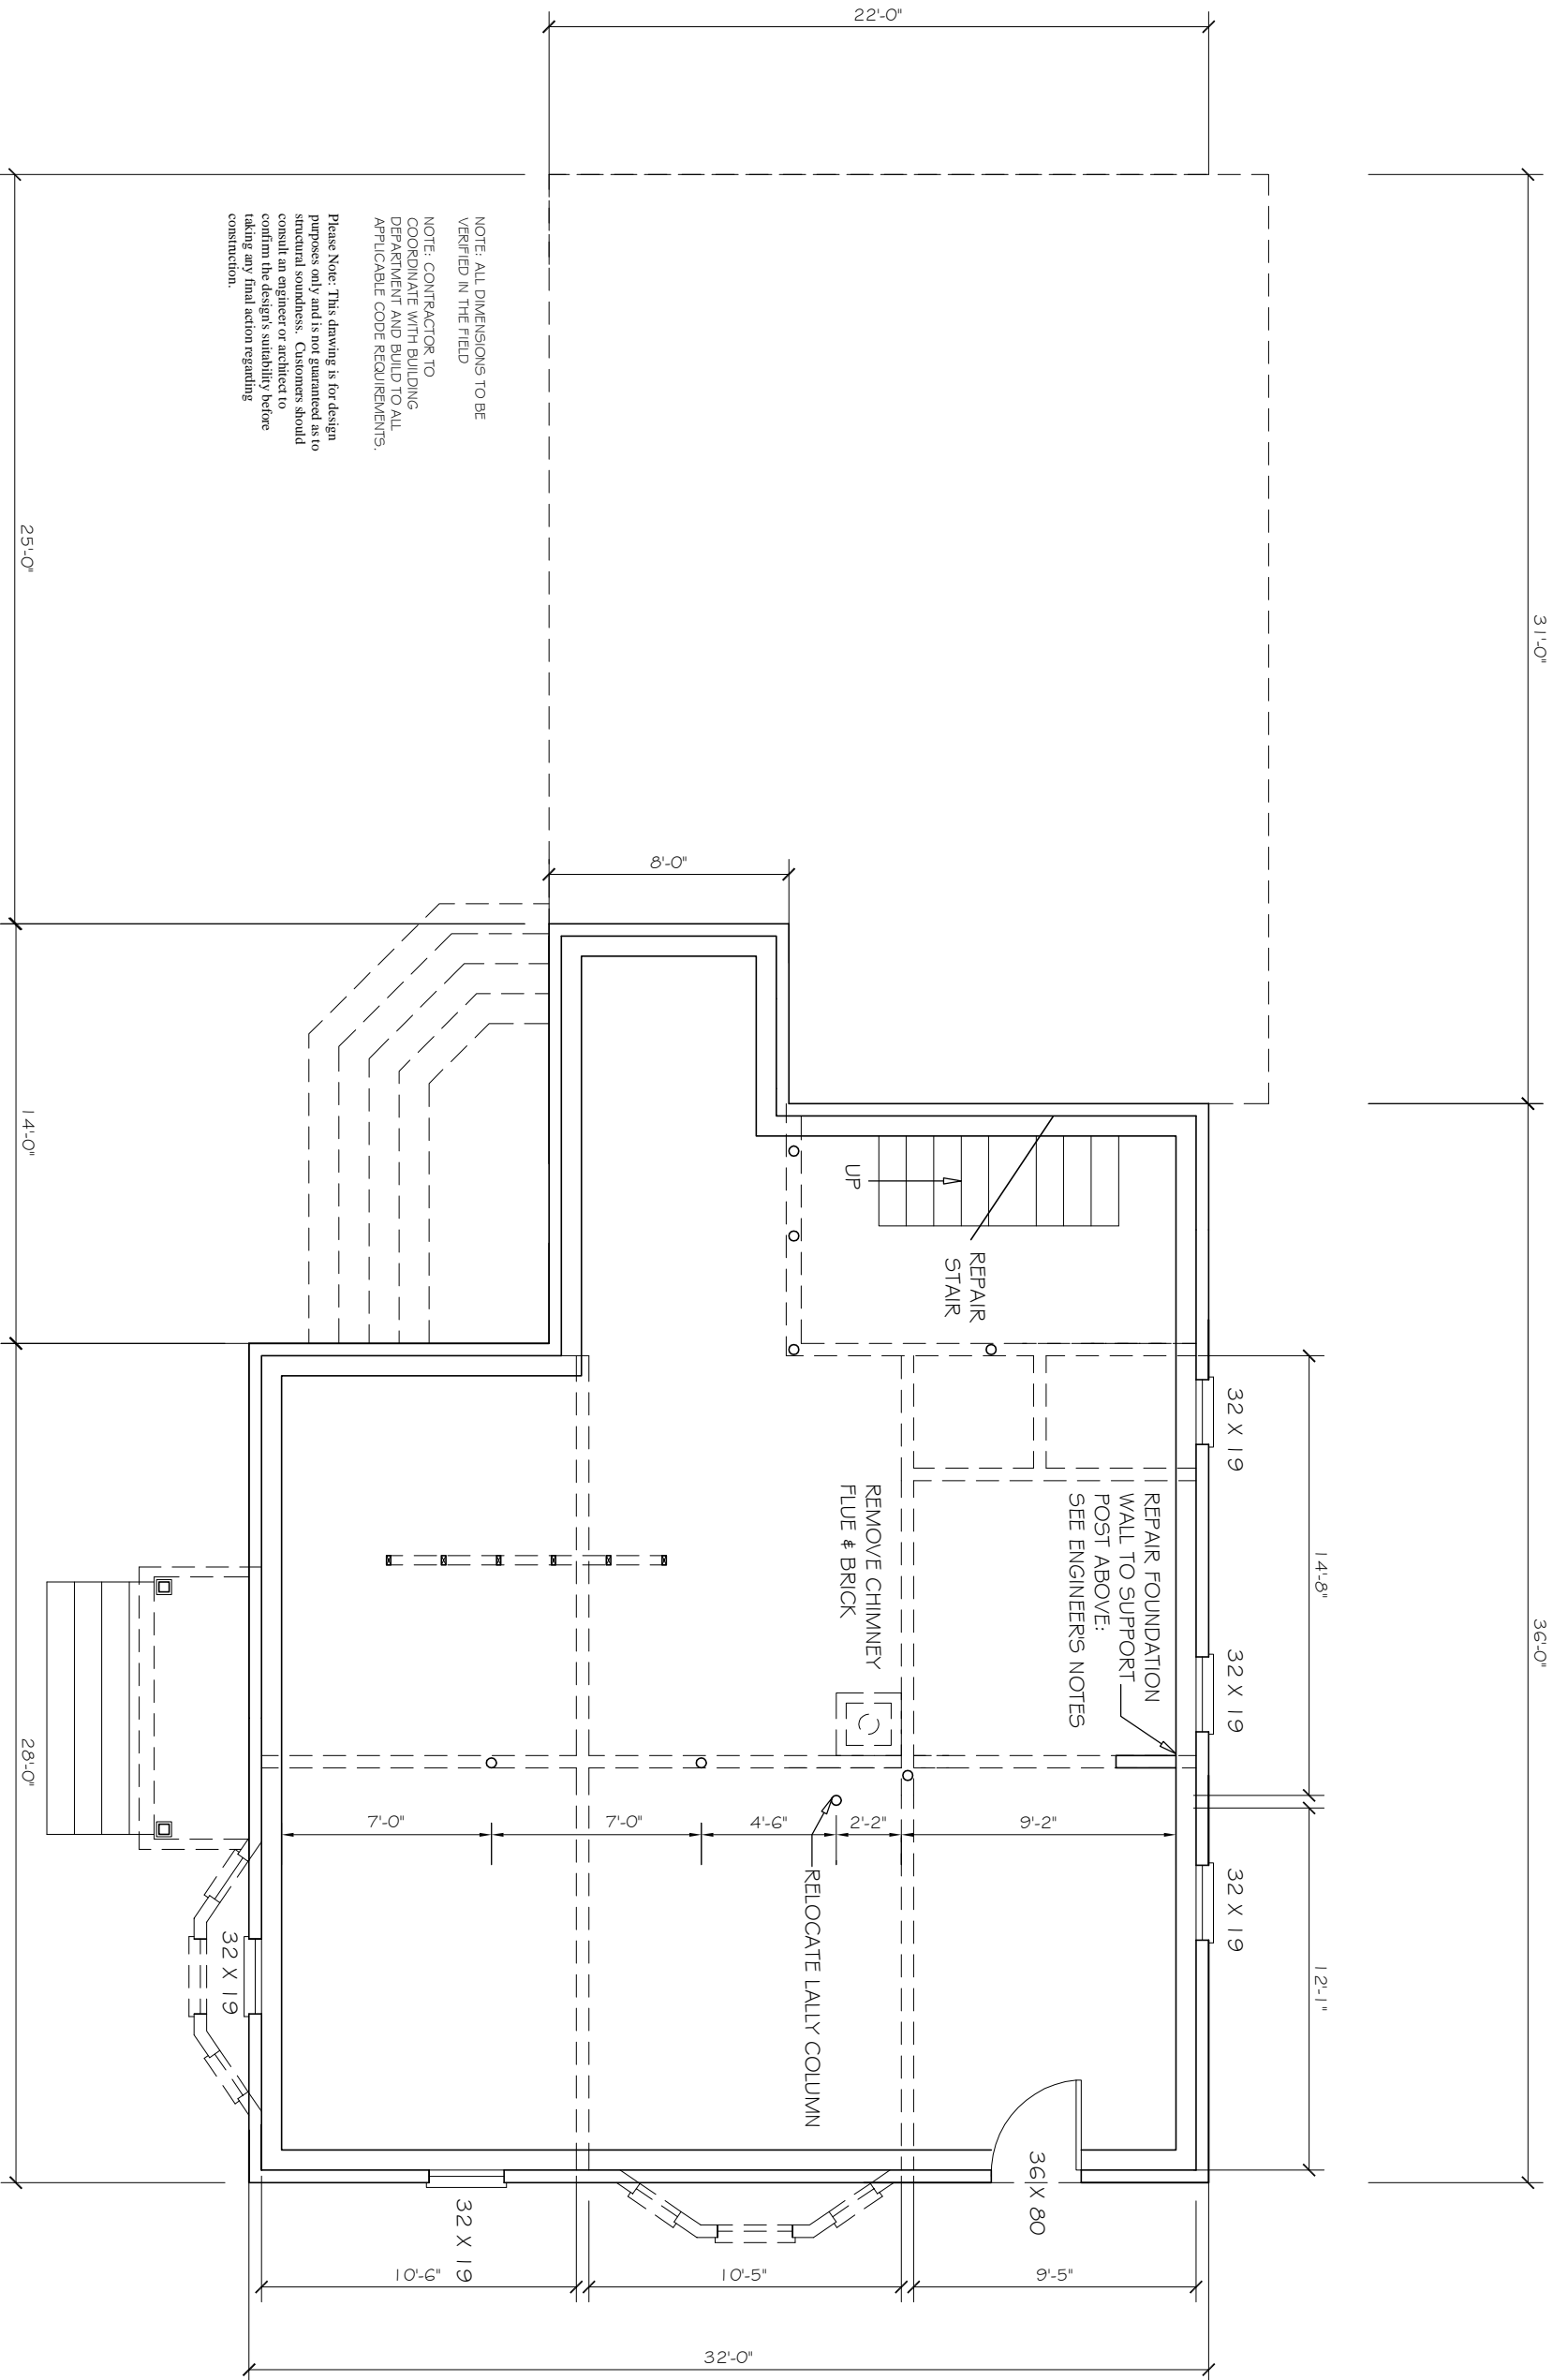 22'-0"
31'-0"
36'-0"
25'-0"
14'-0"
28'-0"
8'-0"
14'-8"
12'-1"
NOTE: ALL DIMENSIONS TO BE
VERIFIED IN THE FIELD
NOTE: CONTRACTOR TO
COORDINATE WITH BUILDING
DEPARTMENT AND BUILD TO ALL
APPLICABLE CODE REQUIREMENTS.
Please Note: This drawing is for design
purposes only and is not guaranteed as to
structural soundness. Customers should
consult an engineer or architect to
confirm the design's suitability before
taking any final action regarding
construction.
UP
REPAIR
STAIR
32 X 19
32 X 19
32 X 19
REPAIR FOUNDATION
WALL TO SUPPORT
POST ABOVE:
SEE ENGINEER'S NOTES
REMOVE CHIMNEY
FLUE & BRICK
7'-0"
7'-0"
4'-6"
2'-2"
9'-2"
RELOCATE LALLY COLUMN
32 X 19
36 X 80
32 X 19
10'-6"
10'-5"
9'-5"
32'-0"